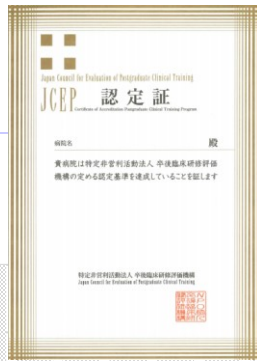 Japan Council for Evaluation of Postgraduate Clinical Training
JCEP 認定証
Certificate of Accreditation Postgraduate Clinical Training Program
病院名 殿
貴病院は特定非営利活動法人 卒後臨床研修評価
機構の定める認定基準を達成していることを証します
特定非営利活動法人 卒後臨床研修評価機構
Japan Council for Evaluation of Postgraduate Clinical Training